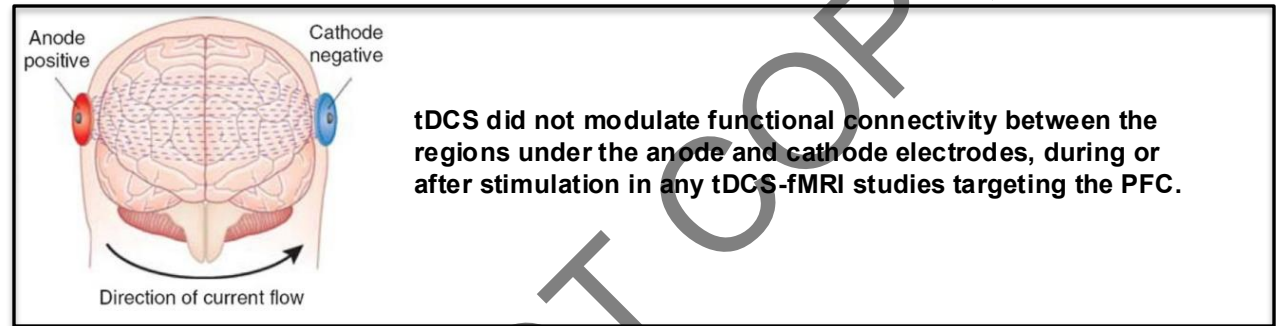 Anode
positive
Cathode
negative
tDCS did not modulate functional connectivity between the
regions under the anode and cathode electrodes, during or
after stimulation in any tDCS-fMRI studies targeting the PFC.
Direction of current flow